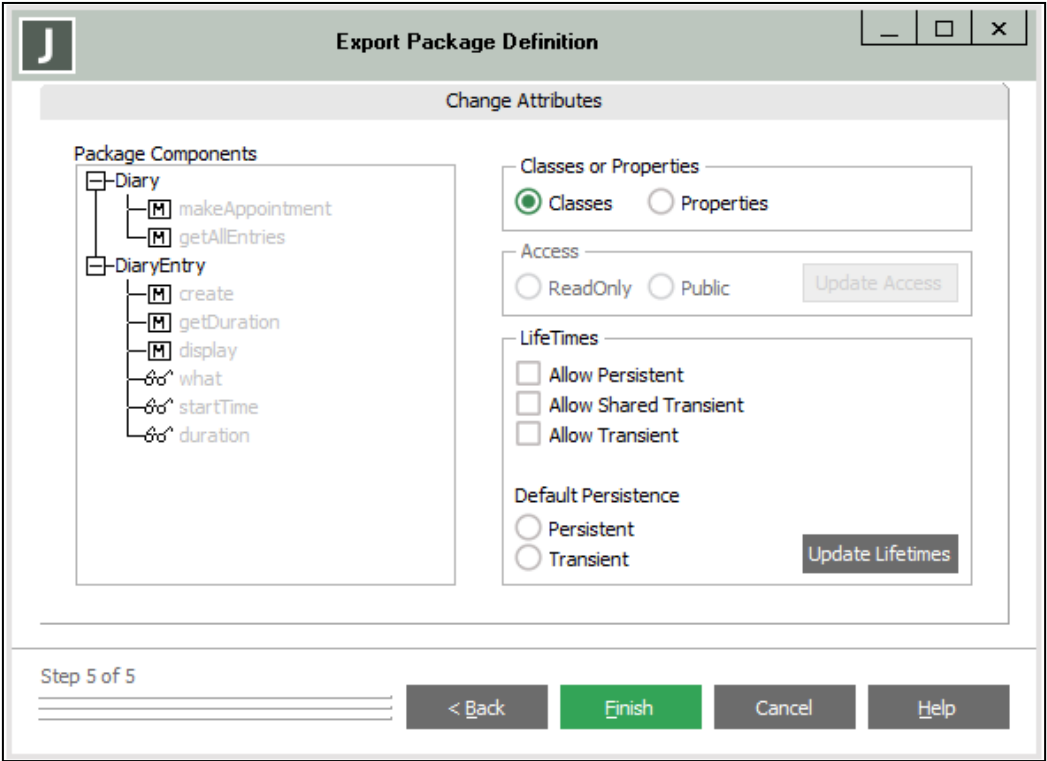 J
Export Package Definition
Change Attributes
Package Components
Diary
M makeAppointment
M getAllEntries
DiaryEntry
M create
M getDuration
M display
what
startTime
duration
Classes or Properties
Classes Properties
Access
ReadOnly Public Update Access
LifeTimes
Allow Persistent
Allow Shared Transient
Allow Transient
Default Persistence
Persistent
Transient
Update Lifetimes
Step 5 of 5
< Back Finish Cancel Help